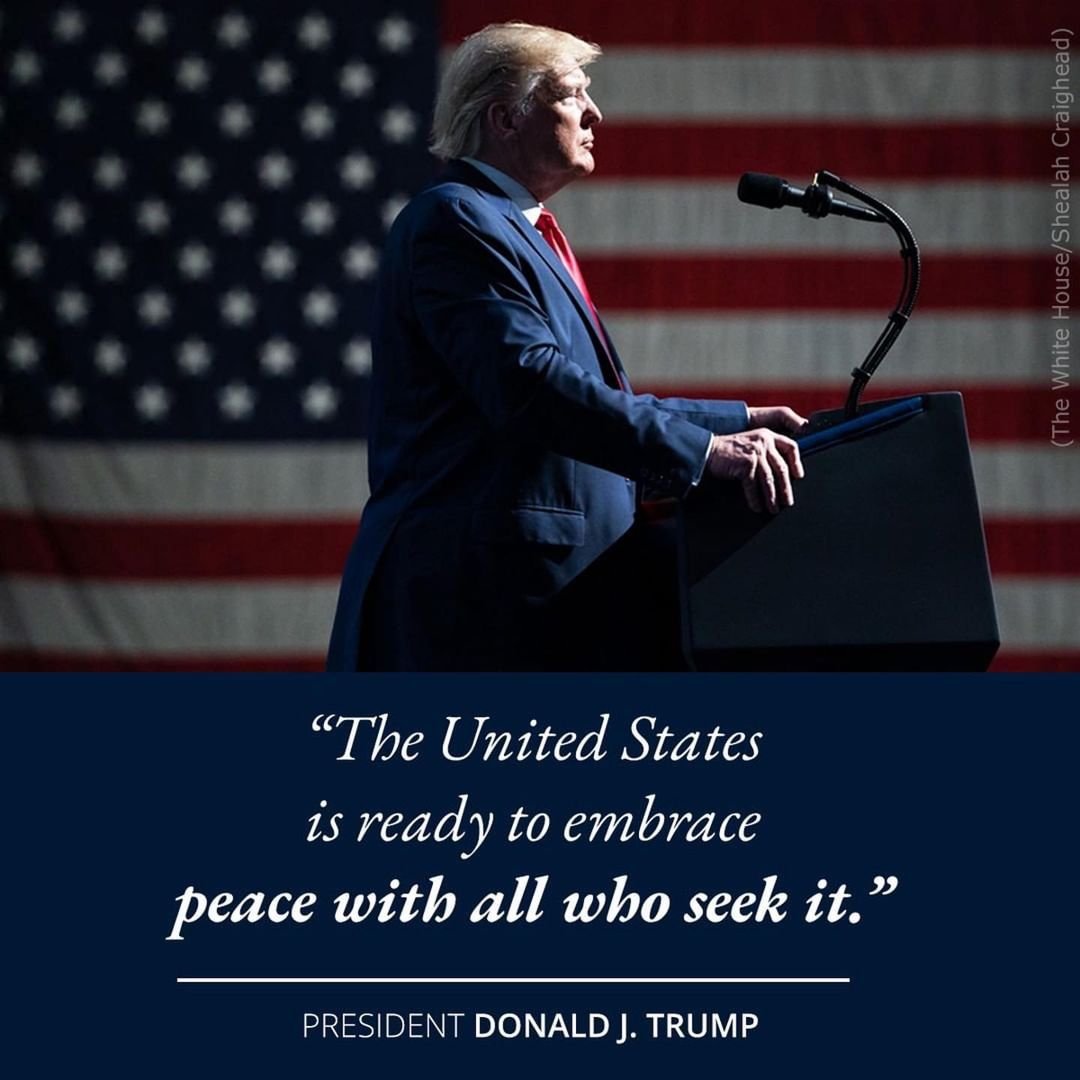 (The White House/Shealah Craighead)
“The United States
is ready to embrace
peace with all who seek it.”
PRESIDENT DONALD J. TRUMP